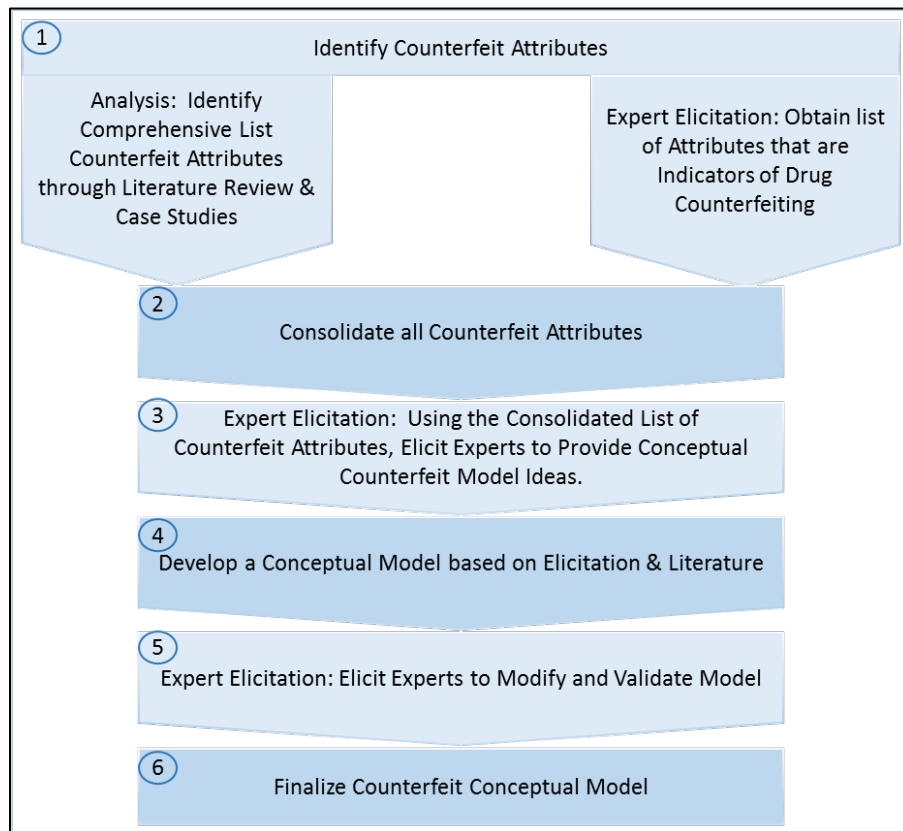 1
Identify Counterfeit Attributes
Analysis:  Identify
Comprehensive List
Counterfeit Attributes
through Literature Review &
Case Studies
Expert Elicitation: Obtain list
of Attributes that are
Indicators of Drug
Counterfeiting
2
Consolidate all Counterfeit Attributes
3
Expert Elicitation:  Using the Consolidated List of
Counterfeit Attributes, Elicit Experts to Provide Conceptual
Counterfeit Model Ideas.
4
Develop a Conceptual Model based on Elicitation & Literature
5
Expert Elicitation: Elicit Experts to Modify and Validate Model
6
Finalize Counterfeit Conceptual Model